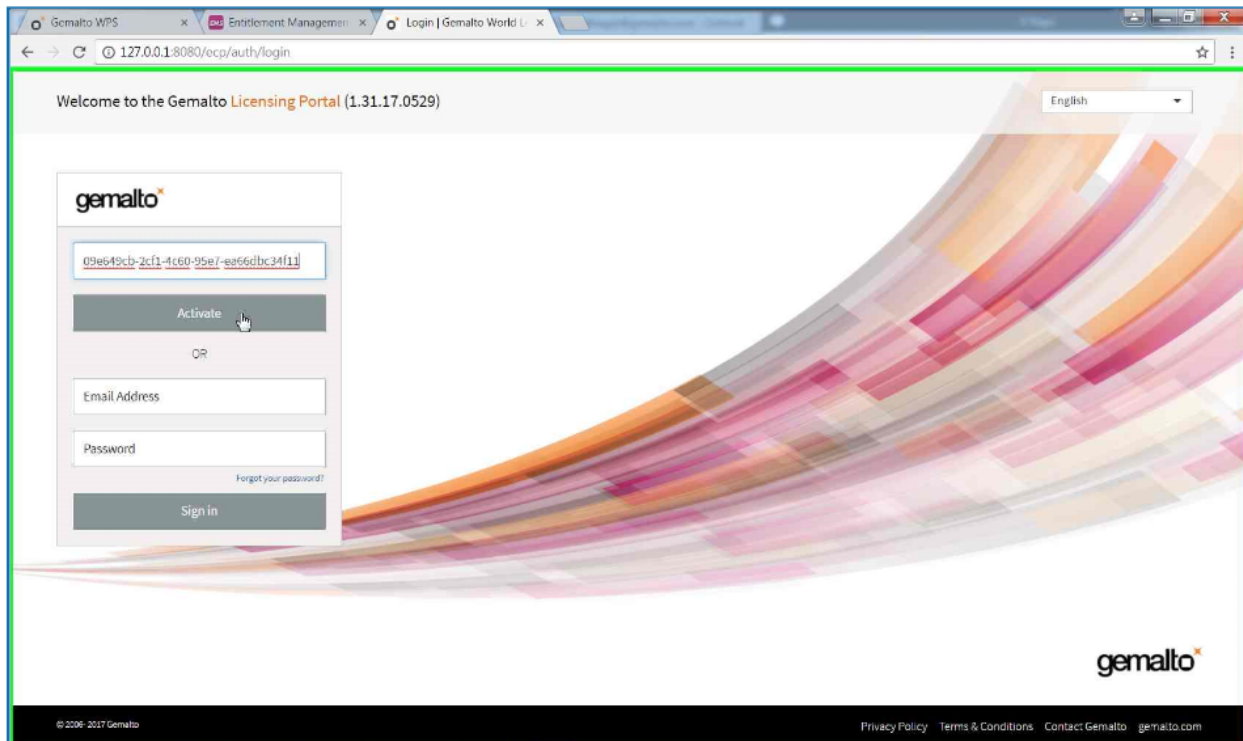 Gemalto WPS
Entitlement Managemen
Login | Gemalto World L
127.0.0.1:8080/ecp/auth/login
Welcome to the Gemalto Licensing Portal (1.31.17.0529)
English
gemalto
09e649cb-2cf1-4c60-95e7-ea66dbc34f11
Activate
OR
Email Address
Password
Forgot your password?
Sign in
gemalto
© 2006-2017 Gemalto
Privacy Policy Terms & Conditions Contact Gemalto gemalto.com